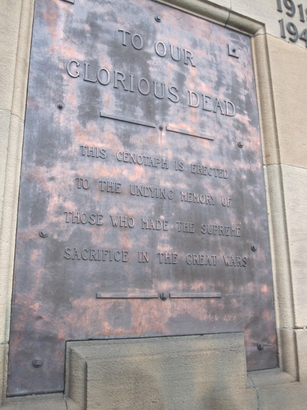 TO OUR
GLORIOUS DEAD
THIS CENOTAPH IS ERECTED
TO THE UNDYING MEMORY OF
THOSE WHO MADE THE SUPREME
SACRIFICE IN THE GREAT WARS